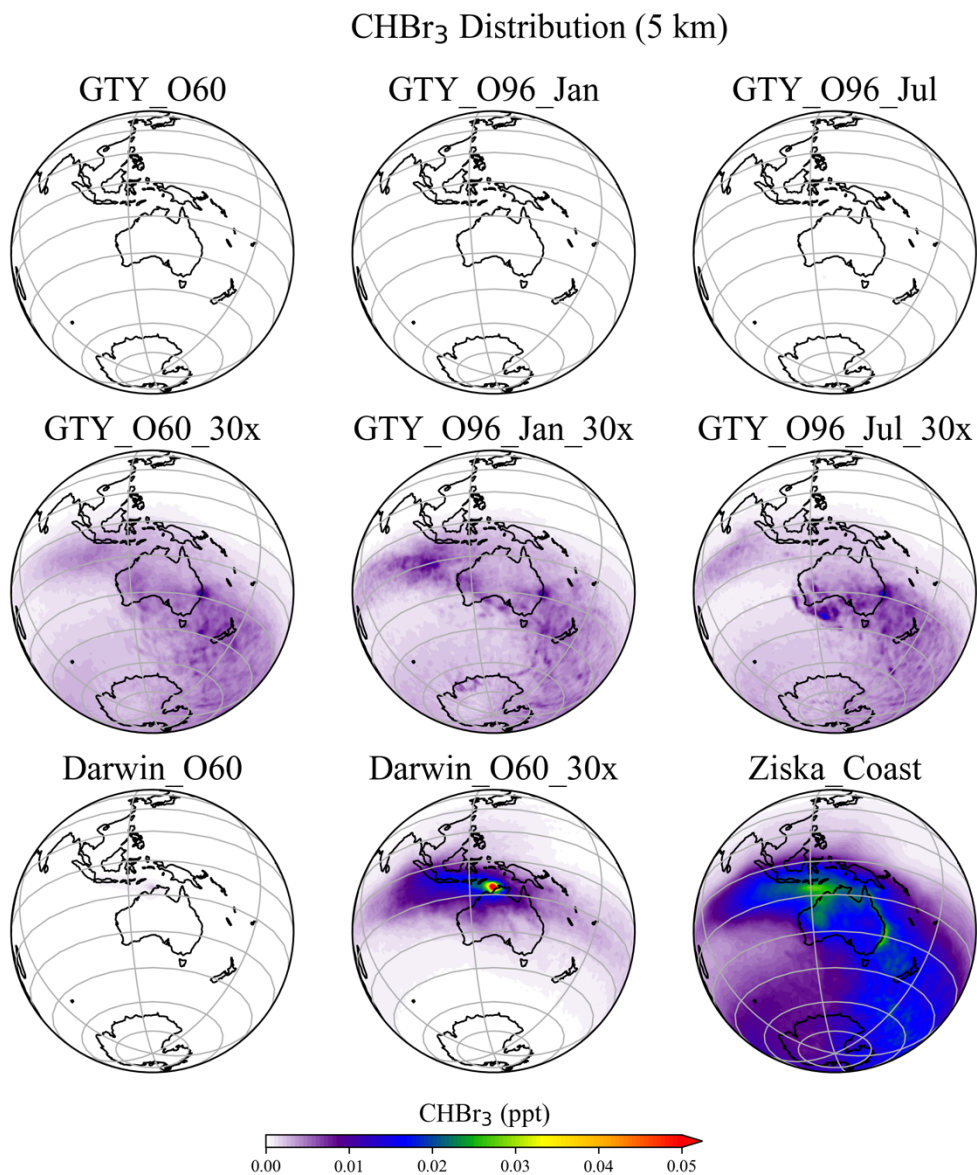 CHBr₃ Distribution (5 km)
GTY_O60 GTY_O96_Jan GTY_O96_Jul
GTY_O60_30x GTY_O96_Jan_30x GTY_O96_Jul_30x
Darwin_O60 Darwin_O60_30x Ziska_Coast
CHBr₃ (ppt)
0.00 0.01 0.02 0.03 0.04 0.05